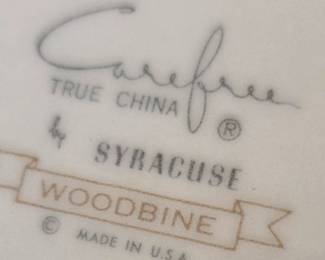 Carefree
TRUE CHINA ®
by SYRACUSE
WOODBINE
© MADE IN U.S.A.